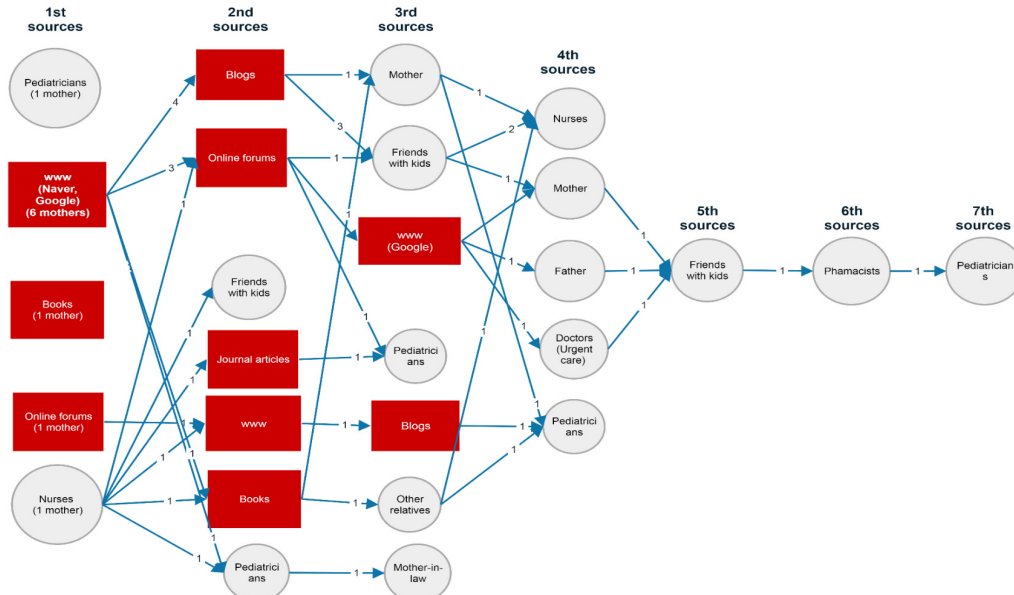 1st
sources
2nd
sources
3rd
sources
4th
sources
5th
sources
6th
sources
7th
sources
Pediatricians
(1 mother)
www
(Naver,
Google)
(6 mothers)
Books
(1 mother)
Online forums
(1 mother)
Nurses
(1 mother)
Blogs
Online forums
Friends
with kids
Journal articles
www
Books
Pediatrici
ans
Mother
Friends
with kids
www
(Google)
Pediatrici
ans
Blogs
Other
relatives
Mother-in-
law
Nurses
Mother
Father
Doctors
(Urgent
care)
Pediatrici
ans
Friends
with kids
Phamacists
Pediatrician
s
4
3
1
1
1
1
1
1
1
1
1
1
3
1
1
1
1
1
1
1
1
1
2
1
1
1
1
1
1
1
1
1
1
1
1
1